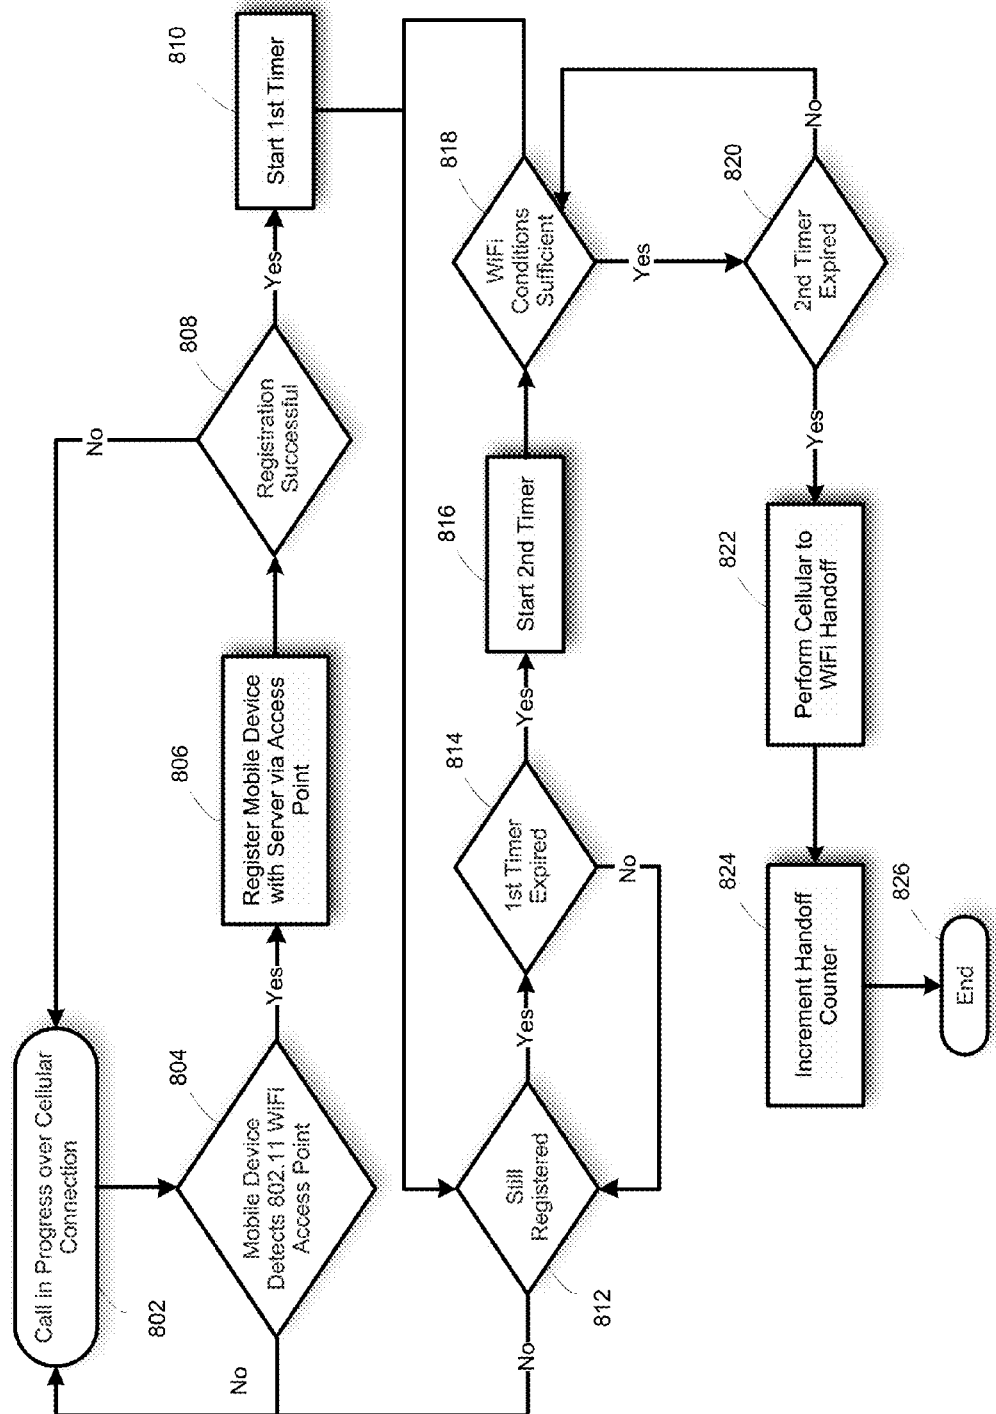 Call in Progress over Cellular
Connection
802
Mobile Device
Detects 802.11 WiFi
Access Point
804
No
Yes
Register Mobile Device
with Server via Access
Point
806
Registration
Successful
808
No
Yes
Start 1st Timer
810
Still
Registered
812
No
Yes
1st Timer
Expired
814
No
Yes
Start 2nd Timer
816
WiFi
Conditions
Sufficient
818
Yes
2nd Timer
Expired
820
No
Yes
Perform Cellular to
WiFi Handoff
822
Increment Handoff
Counter
824
End
826